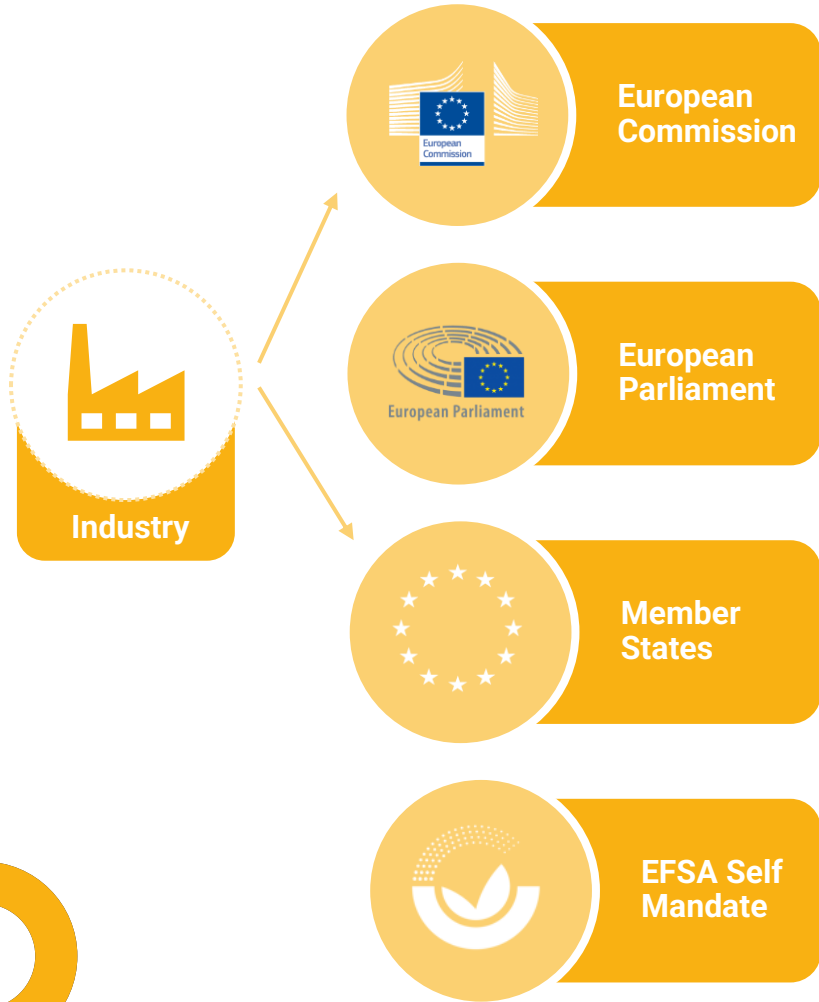 European
Commission
European
Commission
European Parliament
European
Parliament
Industry
Member
States
EFSA Self
Mandate